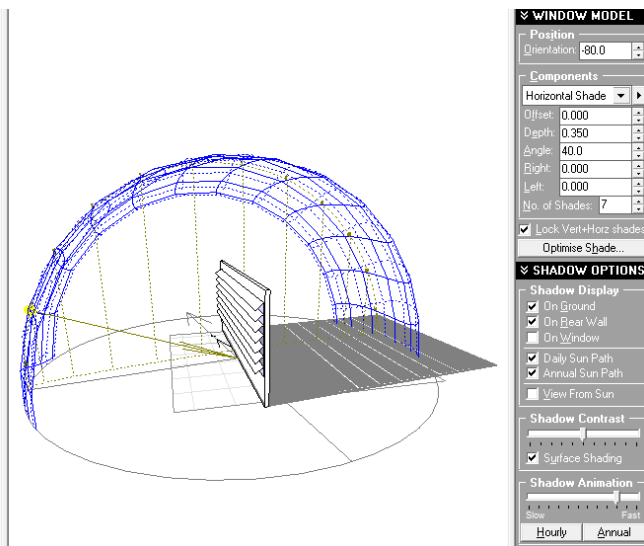 WINDOW MODEL
Position
Orientation: -80.0
Components
Horizontal Shade
Offset: 0.000
Depth: 0.350
Angle: 40.0
Right: 0.000
Left: 0.000
No. of Shades: 7
Lock Vert+Horz shades
Optimise Shade...
SHADOW OPTIONS
Shadow Display
On Ground
On Rear Wall
On Window
Daily Sun Path
Annual Sun Path
View From Sun
Shadow Contrast
Surface Shading
Shadow Animation
Slow Fast
Hourly Annual